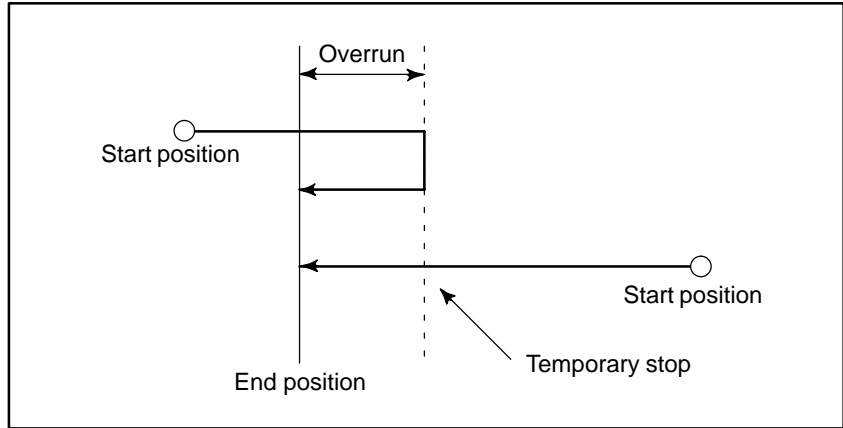 Overrun
Start position
Start position
Temporary stop
End position